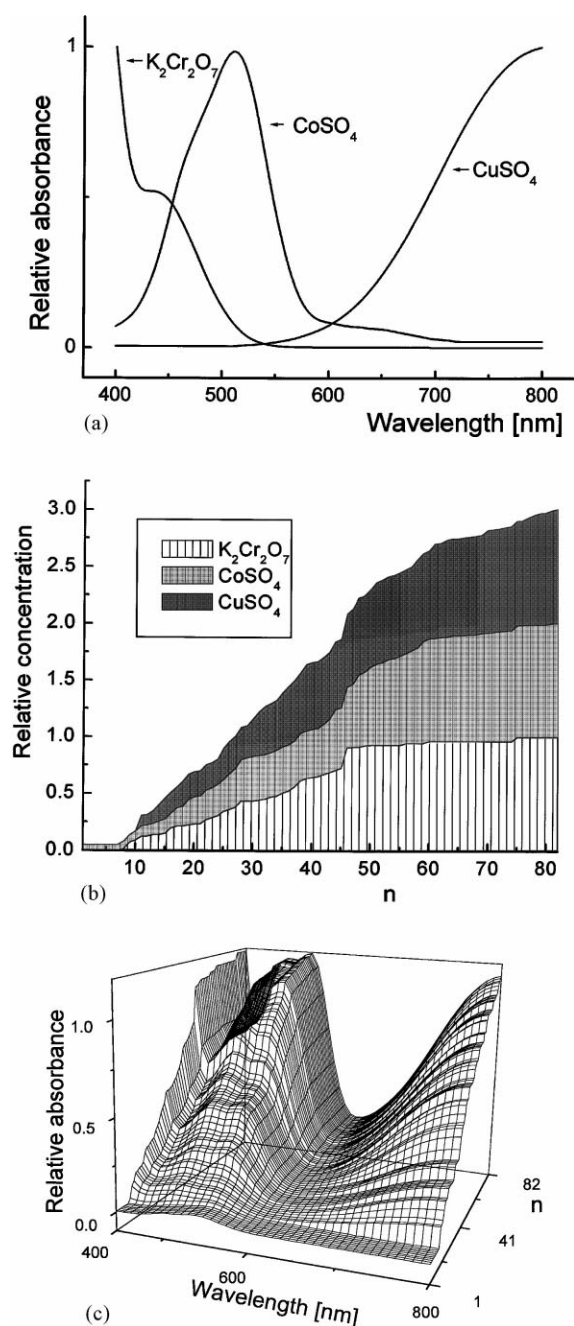 1
K₂Cr₂O₇
CoSO₄
CuSO₄
Relative absorbance
0
400 500 600 700 800
(a)
Wavelength [nm]
3.0
2.5
2.0
1.5
1.0
0.5
0.0
Relative concentration
K₂Cr₂O₇
CoSO₄
CuSO₄
10 20 30 40 50 60 70 80
(b)
n
1.0
0.5
0.0
Relative absorbance
400
600
800
Wavelength [nm]
82
n
41
1
(c)